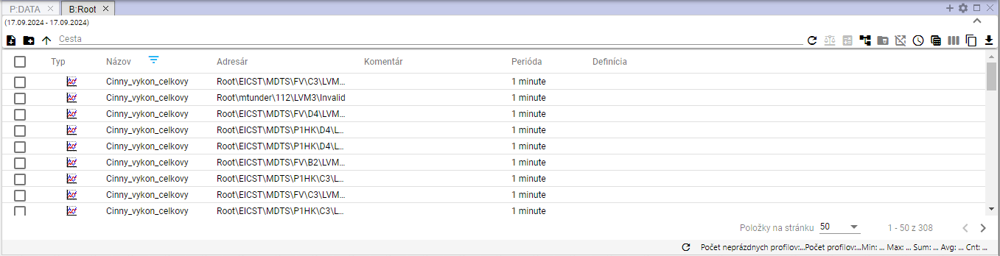 P:DATA B:Root
(17.09.2024 - 17.09.2024)
Cesta
Typ Názov Adresár Komentár Perióda Definícia
Cinny_vykon_celkovy Root\EICST\MDTS\FV\C3\LVM... 1 minute
Cinny_vykon_celkovy Root\mtunder\112\LVM3\Invalid 1 minute
Cinny_vykon_celkovy Root\EICST\MDTS\FV\D4\LVM... 1 minute
Cinny_vykon_celkovy Root\EICST\MDTS\P1HK\D4\L... 1 minute
Cinny_vykon_celkovy Root\EICST\MDTS\P1HK\D4\L... 1 minute
Cinny_vykon_celkovy Root\EICST\MDTS\FV\B2\LVM... 1 minute
Cinny_vykon_celkovy Root\EICST\MDTS\P1HK\C3\L... 1 minute
Cinny_vykon_celkovy Root\EICST\MDTS\FV\C3\LVM... 1 minute
Cinny_vykon_celkovy Root\EICST\MDTS\P1HK\C3\L... 1 minute
Položky na stránku 50 1 - 50 z 308
Počet neprázdnych profilov:...Počet profilov:...Min: ... Max: ... Sum: ... Avg: ... Cnt: ...